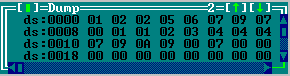 [■]=Dump 2=[↑][↓]
ds:0000 01 02 02 05 06 07 09 07
ds:0008 00 01 01 02 03 04 04 04
ds:0010 07 09 0A 09 00 07 00 00
ds:0018 00 00 00 00 00 00 00 00